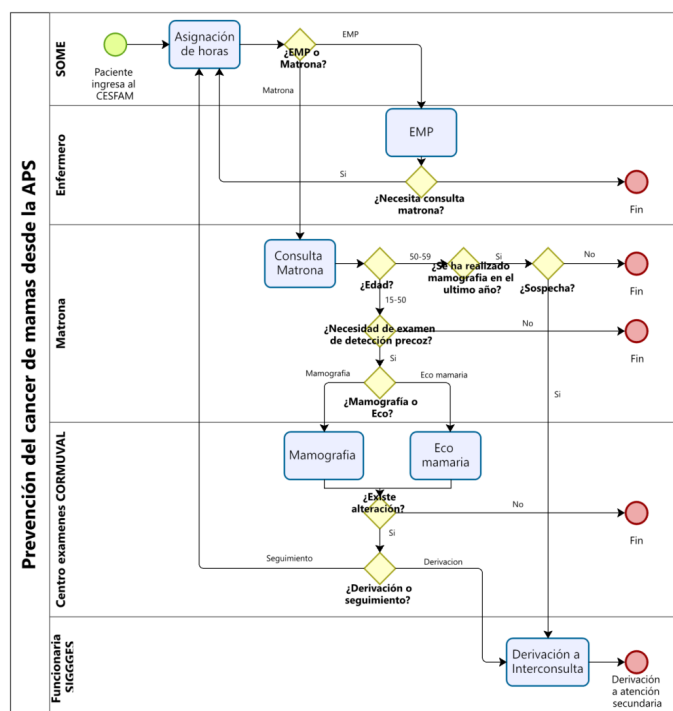 Prevención del cancer de mamas desde la APS
SOME
Paciente
ingresa al
CESFAM
Asignación
de horas
¿EMP o
Matrona?
EMP
Matrona
Enfermero
EMP
¿Necesita consulta
matrona?
Si
Fin
Matrona
Consulta
Matrona
¿Edad?
50-59
15-50
¿Se ha realizado
mamografia en el
ultimo año?
Si
¿Sospecha?
No
Fin
Si
¿Necesidad de examen
de detección precoz?
No
Fin
Si
¿Mamografía o
Eco?
Mamografia
Eco mamaria
Centro examenes CORMUVAL
Mamografia
Eco
mamaria
¿Existe
alteración?
No
Fin
Si
¿Derivación o
seguimiento?
Seguimiento
Derivacion
Funcionaria
SIGGGES
Derivación a
Interconsulta
Derivación
a atención
secundaria